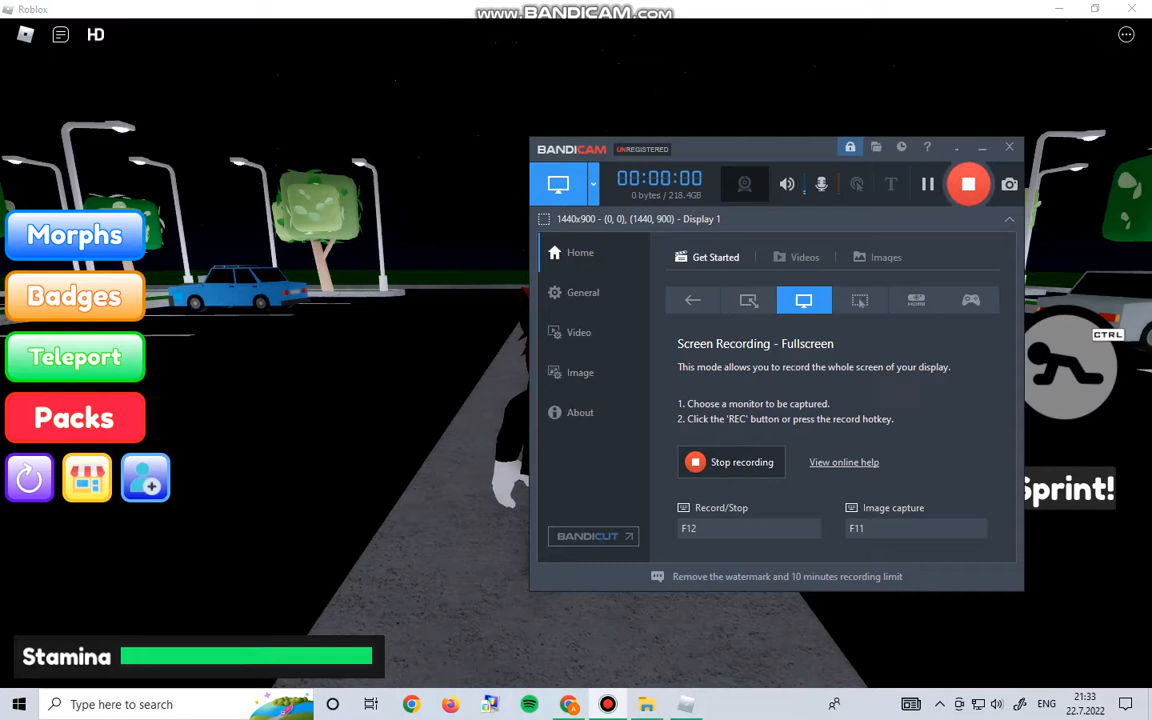 Roblox
www.BANDICAM.com
HD
Morphs
Badges
Teleport
Packs
Stamina
BANDICAM UNREGISTERED
00:00:00
0 bytes / 218.4GB
1440x900 - (0, 0), (1440, 900) - Display 1
Home
General
Video
Image
About
BANDICUT
Get Started
Videos
Images
HDMI
Screen Recording - Fullscreen
This mode allows you to record the whole screen of your display.
1. Choose a monitor to be captured.
2. Click the 'REC' button or press the record hotkey.
Stop recording
View online help
Record/Stop
F12
Image capture
F11
Remove the watermark and 10 minutes recording limit
CTRL
Sprint!
Type here to search
ENG
21:33
22.7.2022